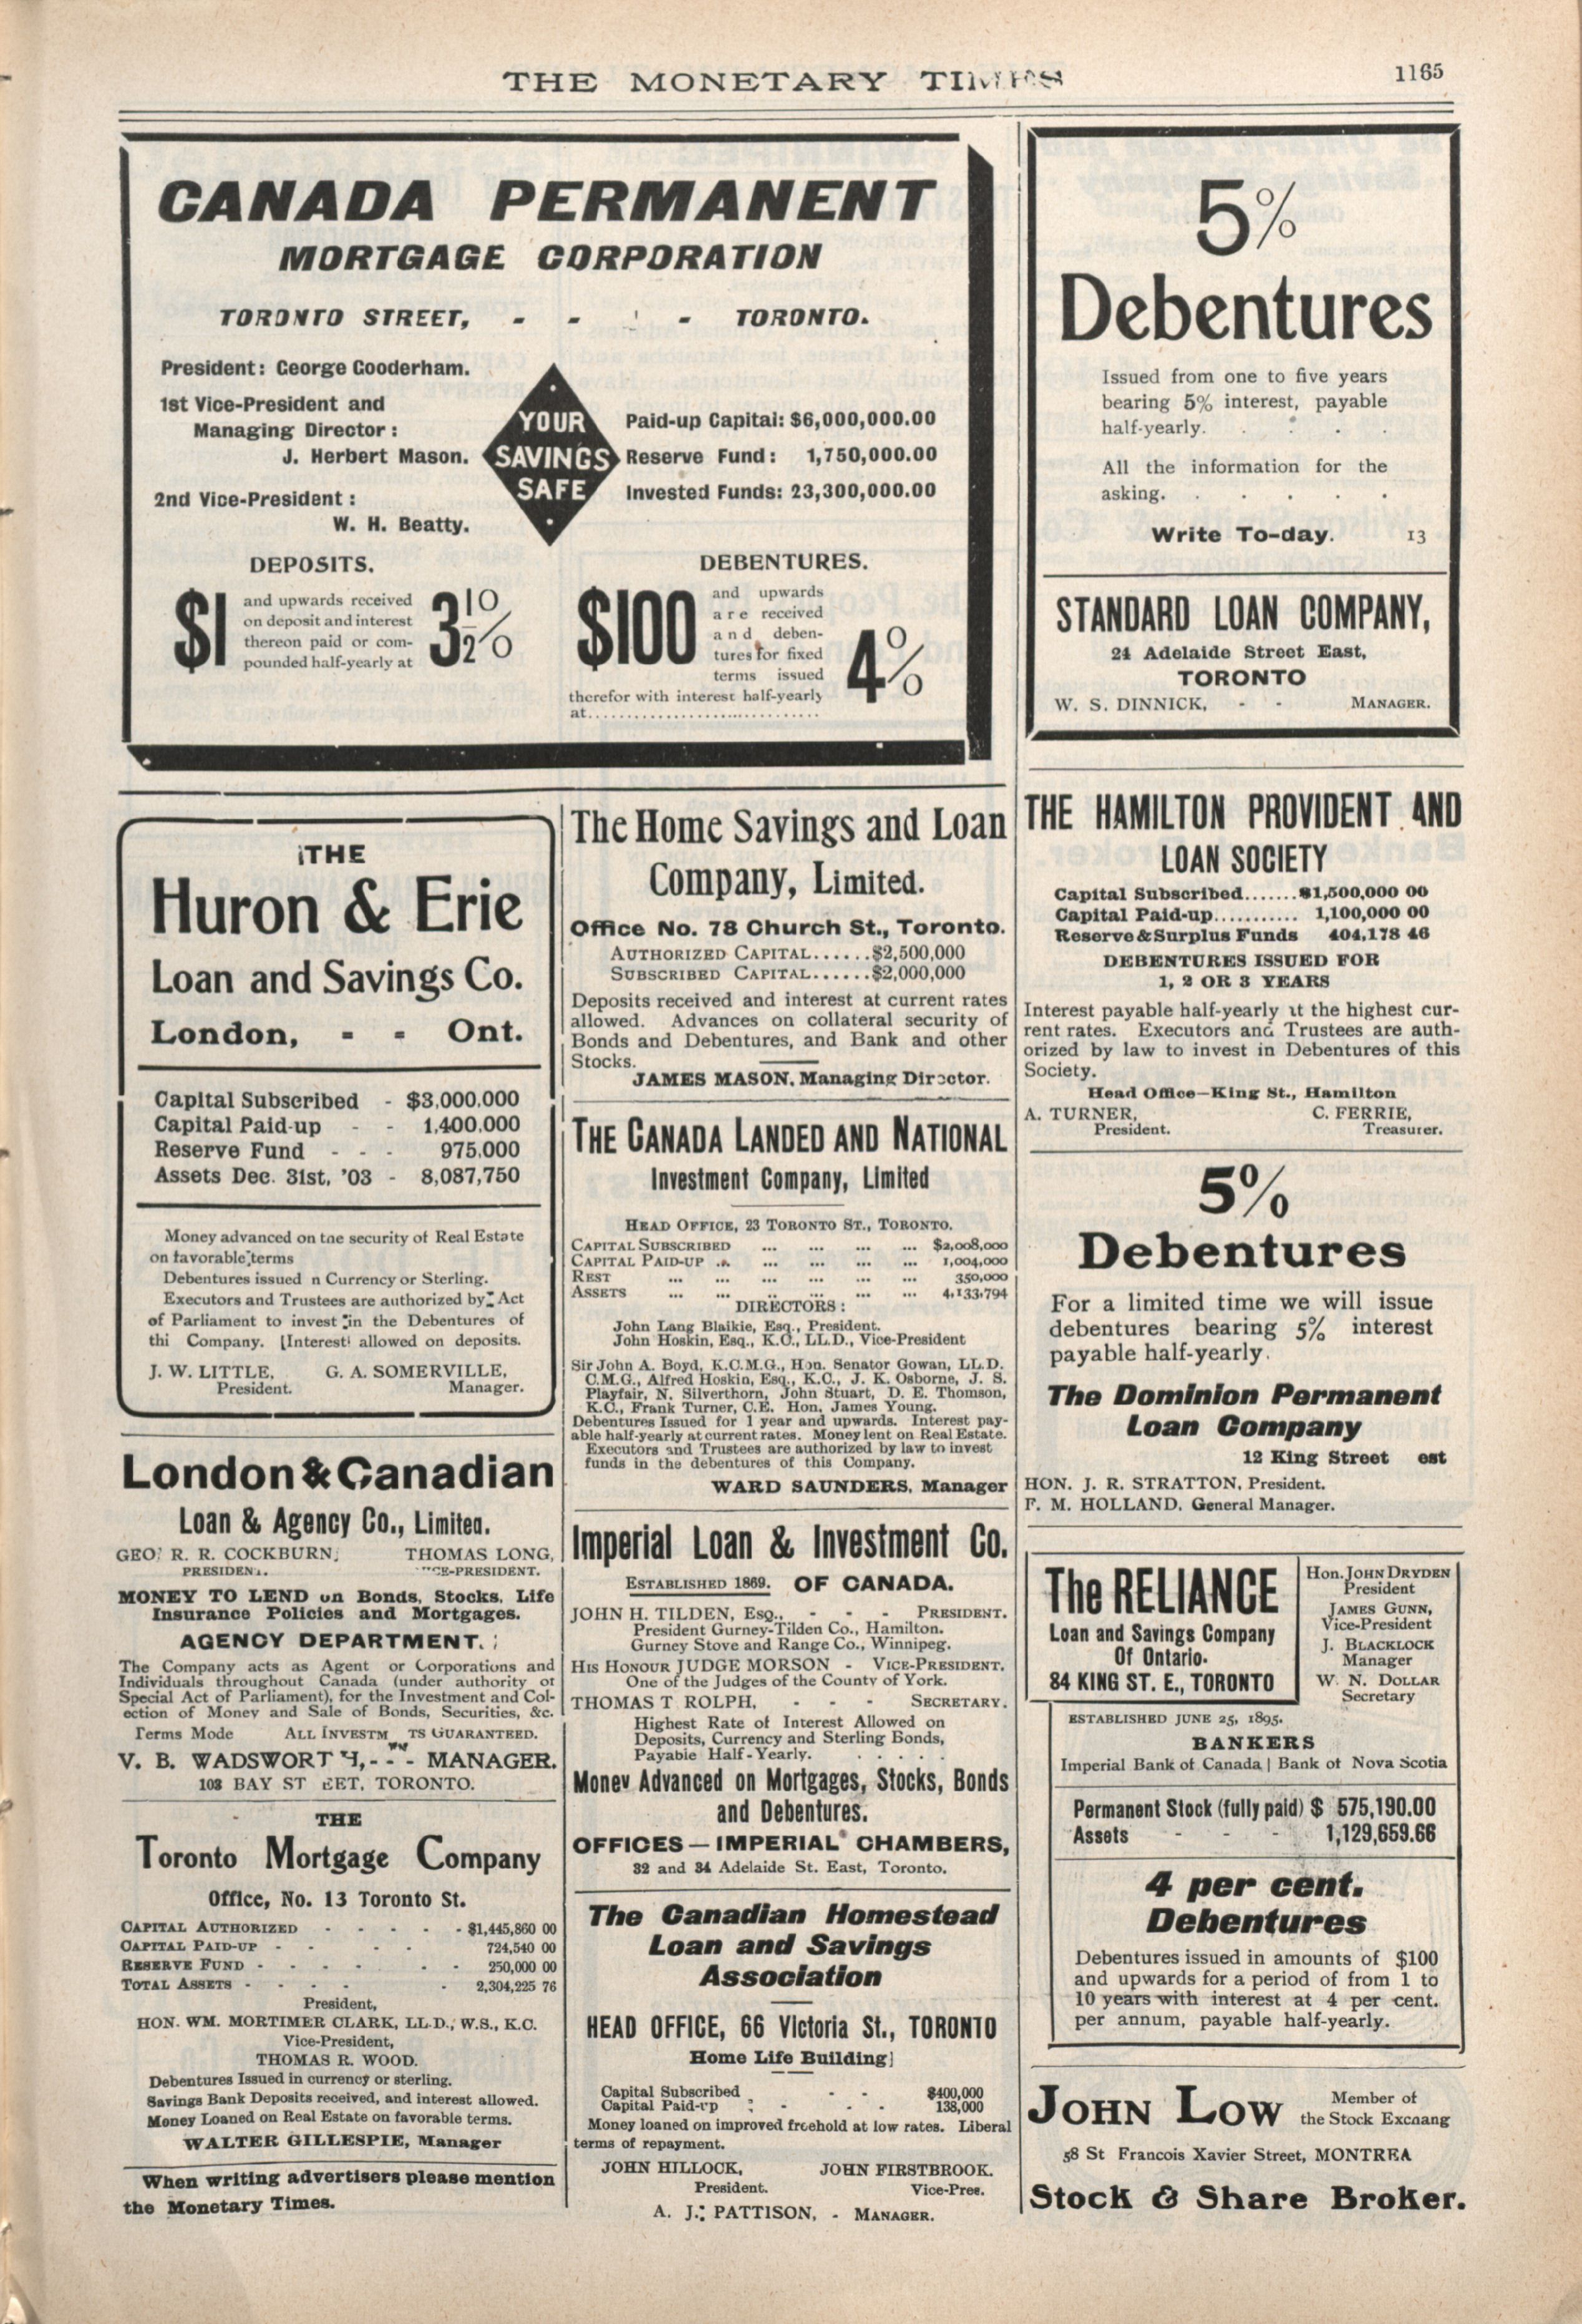 THE MONETARY TIMES
1165
CANADA PERMANENT
MORTGAGE CORPORATION
TORONTO STREET, - - - TORONTO.
President: George Gooderham.
1st Vice-President and
Managing Director:
J. Herbert Mason.
2nd Vice-President:
W. H. Beatty.
YOUR
SAVINGS
SAFE
Paid-up Capital: $6,000,000.00
Reserve Fund: 1,750,000.00
Invested Funds: 23,300,000.00
DEPOSITS.
$1
and upwards received
on deposit and interest
thereon paid or com-
pounded half-yearly at
3½%
DEBENTURES.
$100
and upwards
are received
and deben-
tures for fixed
terms issued
therefor with interest half-yearly
at..............................
4%
5%
Debentures
Issued from one to five years
bearing 5% interest, payable
half-yearly. . . . .
All the information for the
asking. . . . . .
Write To-day. 13
STANDARD LOAN COMPANY,
24 Adelaide Street East,
TORONTO
W. S. DINNICK, - - MANAGER.
THE
Huron & Erie
Loan and Savings Co.
London, - - Ont.
Capital Subscribed - $3,000,000
Capital Paid-up - - 1,400,000
Reserve Fund - - - 975,000
Assets Dec. 31st, '03 - 8,087,750
Money advanced on the security of Real Estate
on favorable terms
Debentures issued n Currency or Sterling.
Executors and Trustees are authorized by Act
of Parliament to invest in the Debentures of
thi Company. Interest allowed on deposits.
J. W. LITTLE, G. A. SOMERVILLE,
President. Manager.
London & Canadian
Loan & Agency Co., Limited.
GEO. R. R. COCKBURN, THOMAS LONG,
PRESIDENT. CE-PRESIDENT.
MONEY TO LEND on Bonds, Stocks, Life
Insurance Policies and Mortgages.
AGENCY DEPARTMENT.
The Company acts as Agent or Corporations and
Individuals throughout Canada (under authority of
Special Act of Parliament), for the Investment and Col-
ection of Money and Sale of Bonds, Securities, &c.
Terms Mode ALL INVESTM TS GUARANTEED.
V. B. WADSWORTH, - - - MANAGER.
103 BAY ST EET, TORONTO.
THE
Toronto Mortgage Company
Office, No. 13 Toronto St.
CAPITAL AUTHORIZED - - - - - $1,445,860 00
CAPITAL PAID-UP - - - - 724,540 00
RESERVE FUND - - - - - - 250,000 00
TOTAL ASSETS - - - - - 2,304,225 76
President,
HON. WM. MORTIMER CLARK, LL.D., W.S., K.C.
Vice-President,
THOMAS R. WOOD.
Debentures Issued in currency or sterling.
Savings Bank Deposits received, and interest allowed.
Money Loaned on Real Estate on favorable terms.
WALTER GILLESPIE, Manager
When writing advertisers please mention
the Monetary Times.
The Home Savings and Loan
Company, Limited.
Office No. 78 Church St., Toronto.
AUTHORIZED CAPITAL......$2,500,000
SUBSCRIBED CAPITAL......$2,000,000
Deposits received and interest at current rates
allowed. Advances on collateral security of
Bonds and Debentures, and Bank and other
Stocks.
JAMES MASON, Managing Director.
THE CANADA LANDED AND NATIONAL
Investment Company, Limited
HEAD OFFICE, 23 TORONTO ST., TORONTO.
CAPITAL SUBSCRIBED ... ... ... ... $2,008,000
CAPITAL PAID-UP ... ... ... ... ... 1,004,000
REST ... ... ... ... ... ... 350,000
ASSETS ... ... ... ... ... ... 4,133,794
DIRECTORS:
John Lang Blaikie, Esq., President.
John Hoskin, Esq., K.C., LL.D., Vice-President
Sir John A. Boyd, K.C.M.G., Hon. Senator Gowan, LL.D.
C.M.G., Alfred Hoskin, Esq., K.C., J. K. Osborne, J. S.
Playfair, N. Silverthorn, John Stuart, D. E. Thomson,
K.C., Frank Turner, C.E. Hon. James Young.
Debentures Issued for 1 year and upwards. Interest pay-
able half-yearly at current rates. Money lent on Real Estate.
Executors and Trustees are authorized by law to invest
funds in the debentures of this Company.
WARD SAUNDERS, Manager
Imperial Loan & Investment Co.
ESTABLISHED 1869. OF CANADA.
JOHN H. TILDEN, Esq., - - - PRESIDENT.
President Gurney-Tilden Co., Hamilton.
Gurney Stove and Range Co., Winnipeg.
HIS HONOUR JUDGE MORSON - VICE-PRESIDENT.
One of the Judges of the County of York.
THOMAS T ROLPH, - - - SECRETARY.
Highest Rate of Interest Allowed on
Deposits, Currency and Sterling Bonds,
Payable Half-Yearly. . . . . .
Money Advanced on Mortgages, Stocks, Bonds
and Debentures.
OFFICES — IMPERIAL CHAMBERS,
32 and 34 Adelaide St. East, Toronto.
The Canadian Homestead
Loan and Savings
Association
HEAD OFFICE, 66 Victoria St., TORONTO
Home Life Building
Capital Subscribed - - $400,000
Capital Paid-up - - - 138,000
Money loaned on improved freehold at low rates. Liberal
terms of repayment.
JOHN HILLOCK, JOHN FIRSTBROOK.
President. Vice-Pres.
A. J. PATTISON, - MANAGER.
THE HAMILTON PROVIDENT AND
LOAN SOCIETY
Capital Subscribed.......$1,500,000 00
Capital Paid-up........... 1,100,000 00
Reserve & Surplus Funds 404,178 46
DEBENTURES ISSUED FOR
1, 2 OR 3 YEARS
Interest payable half-yearly at the highest cur-
rent rates. Executors and Trustees are auth-
orized by law to invest in Debentures of this
Society.
Head Office—King St., Hamilton
A. TURNER, C. FERRIE,
President. Treasurer.
5%
Debentures
For a limited time we will issue
debentures bearing 5% interest
payable half-yearly.
The Dominion Permanent
Loan Company
12 King Street est
HON. J. R. STRATTON, President.
F. M. HOLLAND, General Manager.
The RELIANCE
Loan and Savings Company
Of Ontario.
84 KING ST. E., TORONTO
Hon. JOHN DRYDEN
President
JAMES GUNN,
Vice-President
J. BLACKLOCK
Manager
W. N. DOLLAR
Secretary
ESTABLISHED JUNE 25, 1895.
BANKERS
Imperial Bank of Canada | Bank of Nova Scotia
Permanent Stock (fully paid) $ 575,190.00
Assets - - - 1,129,659.66
4 per cent.
Debentures
Debentures issued in amounts of $100
and upwards for a period of from 1 to
10 years with interest at 4 per cent.
per annum, payable half-yearly.
JOHN LOW
Member of
the Stock Exchang
58 St Francois Xavier Street, MONTREA
Stock & Share Broker.